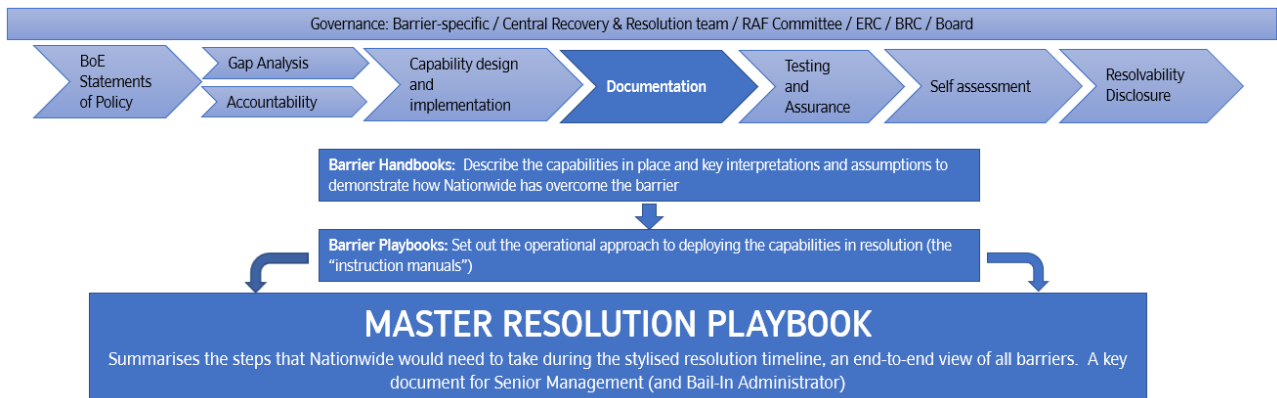 Governance: Barrier-specific / Central Recovery & Resolution team / RAF Committee / ERC / BRC / Board
BoE
Statements
of Policy
Gap Analysis
Accountability
Capability design
and
implementation
Documentation
Testing
and
Assurance
Self assessment
Resolvability
Disclosure
Barrier Handbooks: Describe the capabilities in place and key interpretations and assumptions to
demonstrate how Nationwide has overcome the barrier
Barrier Playbooks: Set out the operational approach to deploying the capabilities in resolution (the
“instruction manuals”)
MASTER RESOLUTION PLAYBOOK
Summarises the steps that Nationwide would need to take during the stylised resolution timeline, an end-to-end view of all barriers. A key
document for Senior Management (and Bail-In Administrator)